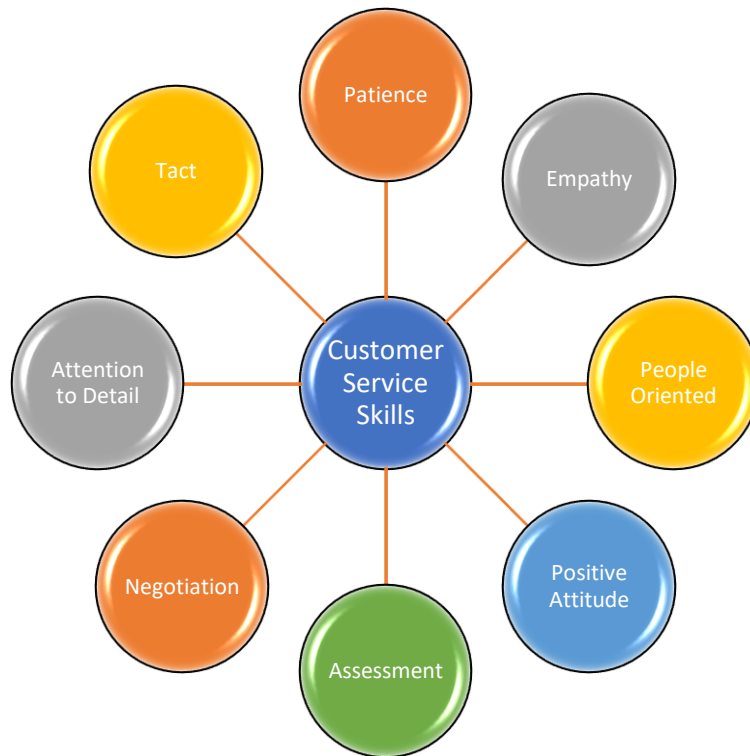 Patience
Tact
Empathy
Customer
Service
Skills
Attention
to Detail
People
Oriented
Negotiation
Positive
Attitude
Assessment